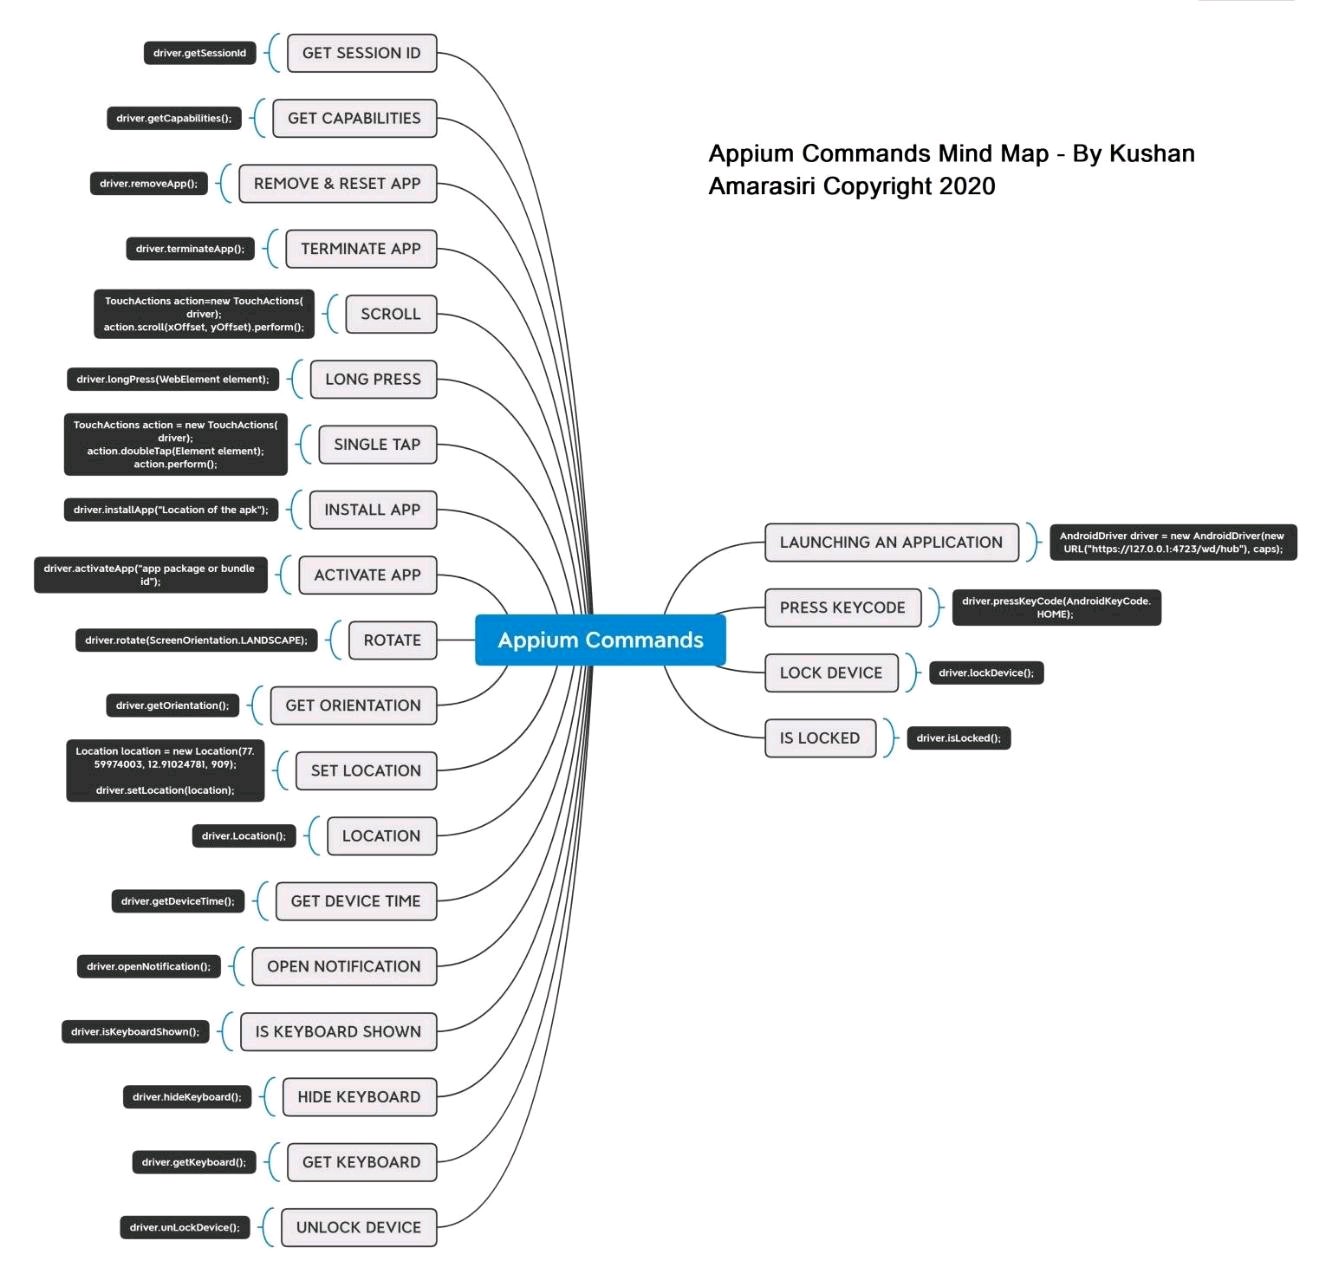 driver.getSessionId
GET SESSION ID
driver.getCapabilities();
GET CAPABILITIES
driver.removeApp();
REMOVE & RESET APP
driver.terminateApp();
TERMINATE APP
TouchActions action=new TouchActions(
driver);
action.scroll(xOffset, yOffset).perform();
SCROLL
driver.longPress(WebElement element);
LONG PRESS
TouchActions action = new TouchActions(
driver);
action.doubleTap(Element element);
action.perform();
SINGLE TAP
driver.installApp("Location of the apk");
INSTALL APP
driver.activateApp("app package or bundle
id");
ACTIVATE APP
driver.rotate(ScreenOrientation.LANDSCAPE);
ROTATE
driver.getOrientation();
GET ORIENTATION
Location location = new Location(77.
59974003, 12.91024781, 909);
driver.setLocation(location);
SET LOCATION
driver.Location();
LOCATION
driver.getDeviceTime();
GET DEVICE TIME
driver.openNotification();
OPEN NOTIFICATION
driver.isKeyboardShown();
IS KEYBOARD SHOWN
driver.hideKeyboard();
HIDE KEYBOARD
driver.getKeyboard();
GET KEYBOARD
driver.unLockDevice();
UNLOCK DEVICE
Appium Commands
Appium Commands Mind Map - By Kushan
Amarasiri Copyright 2020
LAUNCHING AN APPLICATION
AndroidDriver driver = new AndroidDriver(new
URL("https://127.0.0.1:4723/wd/hub"), caps);
PRESS KEYCODE
driver.pressKeyCode(AndroidKeyCode.
HOME);
LOCK DEVICE
driver.lockDevice();
IS LOCKED
driver.isLocked();